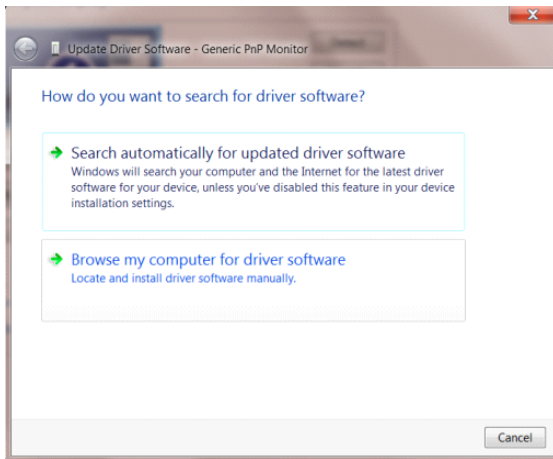 Update Driver Software - Generic PnP Monitor
How do you want to search for driver software?
Search automatically for updated driver software
Windows will search your computer and the Internet for the latest driver
software for your device, unless you've disabled this feature in your device
installation settings.
Browse my computer for driver software
Locate and install driver software manually.
Cancel